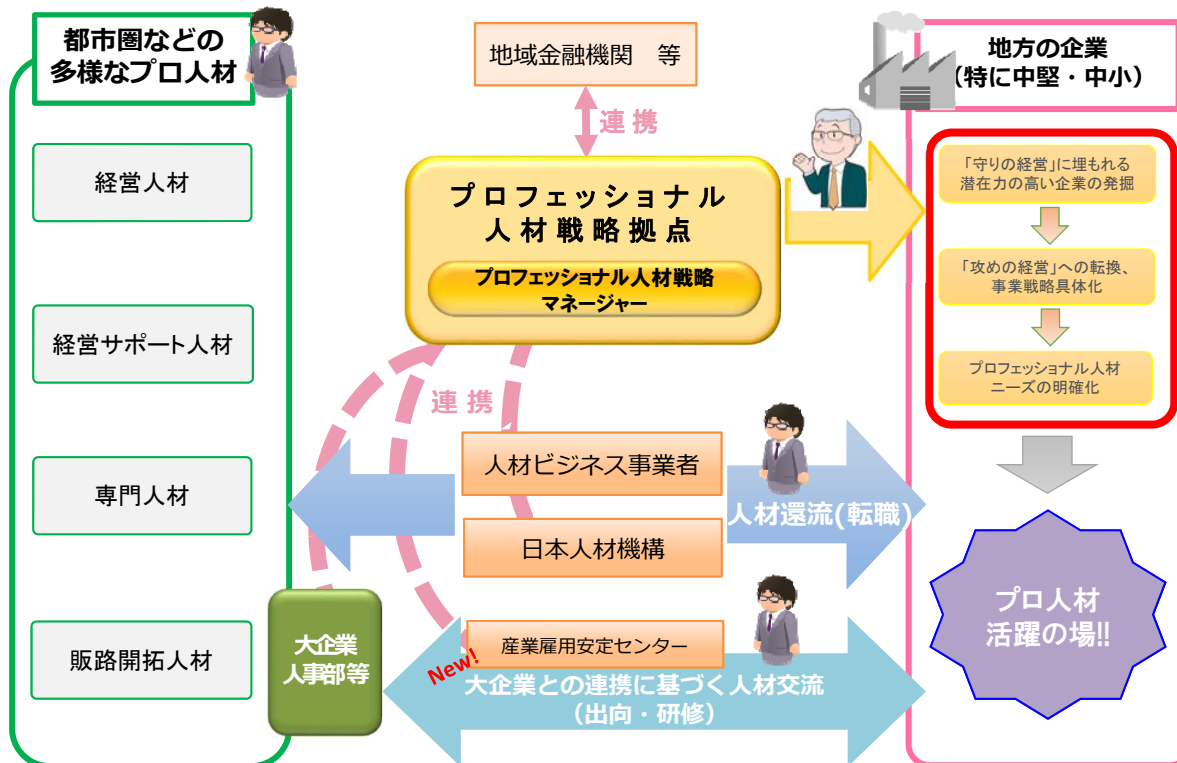 都市圏などの
多様なプロ人材
経営人材
経営サポート人材
専門人材
販路開拓人材
大企業
人事部等
地域金融機関　等
連 携
プロフェッショナル
人材戦略拠点
プロフェッショナル人材戦略
マネージャー
連 携
人材ビジネス事業者
人材還流(転職)
日本人材機構
New!
産業雇用安定センター
大企業との連携に基づく人材交流
（出向・研修）
地方の企業
（特に中堅・中小）
「守りの経営」に埋もれる
潜在力の高い企業の発掘
「攻めの経営」への転換、
事業戦略具体化
プロフェッショナル人材
ニーズの明確化
プロ人材
活躍の場!!